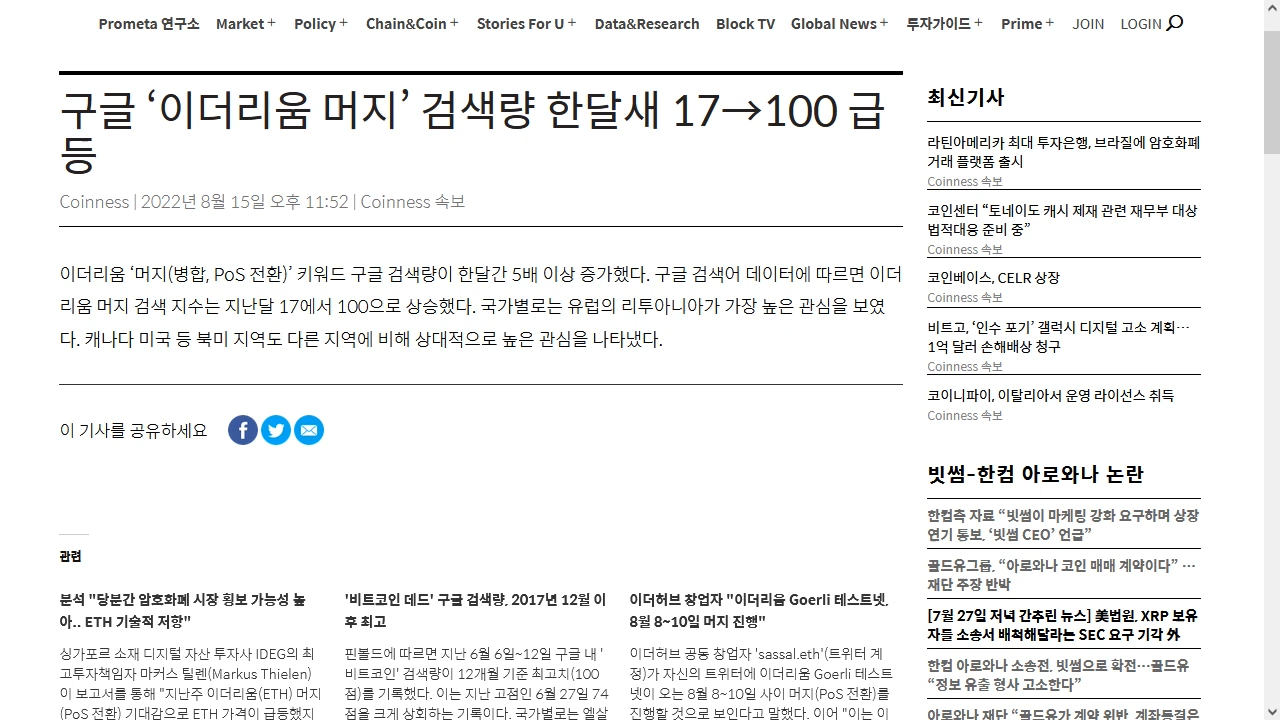 Prometa 연구소 Market + Policy + Chain&Coin + Stories For U + Data&Research Block TV Global News + 투자가이드 + Prime + JOIN LOGIN
구글 ‘이더리움 머지’ 검색량 한달새 17→100 급
등
Coinness | 2022년 8월 15일 오후 11:52 | Coinness 속보
이더리움 ‘머지(병합, PoS 전환)’ 키워드 구글 검색량이 한달간 5배 이상 증가했다. 구글 검색어 데이터에 따르면 이더
리움 머지 검색 지수는 지난달 17에서 100으로 상승했다. 국가별로는 유럽의 리투아니아가 가장 높은 관심을 보였
다. 캐나다 미국 등 북미 지역도 다른 지역에 비해 상대적으로 높은 관심을 나타냈다.
이 기사를 공유하세요
관련
분석 "당분간 암호화폐 시장 횡보 가능성 높
아.. ETH 기술적 저항"
싱가포르 소재 디지털 자산 투자사 IDEG의 최
고투자책임자 마커스 틸렌(Markus Thielen)
이 보고서를 통해 "지난주 이더리움(ETH) 머지
(PoS 전환) 기대감으로 ETH 가격이 급등했지
'비트코인 데드' 구글 검색량, 2017년 12월 이
후 최고
핀볼드에 따르면 지난 6월 6일~12일 구글 내 '
비트코인' 검색량이 12개월 기준 최고치(100
점)를 기록했다. 이는 지난 고점인 6월 27일 74
점을 크게 상회하는 기록이다. 국가별로는 엘살
이더허브 창업자 "이더리움 Goerli 테스트넷,
8월 8~10일 머지 진행"
이더허브 공동 창업자 'sassal.eth'(트위터 계
정)가 자신의 트위터에 이더리움 Goerli 테스트
넷이 오는 8월 8~10일 사이 머지(PoS 전환)를
진행할 것으로 보인다고 말했다. 이어 "이는 이
최신기사
라틴아메리카 최대 투자은행, 브라질에 암호화폐
거래 플랫폼 출시
Coinness 속보
코인센터 “토네이도 캐시 제재 관련 재무부 대상
법적대응 준비 중”
Coinness 속보
코인베이스, CELR 상장
Coinness 속보
비트고, ‘인수 포기’ 갤럭시 디지털 고소 계획…
1억 달러 손해배상 청구
Coinness 속보
코이니파이, 이탈리아서 운영 라이선스 취득
Coinness 속보
빗썸-한컴 아로와나 논란
한컴측 자료 “빗썸이 마케팅 강화 요구하며 상장
연기 통보, ‘빗썸 CEO’ 언급”
골드유그룹, “아로와나 코인 매매 계약이다” …
재단 주장 반박
[7월 27일 저녁 간추린 뉴스] 美법원, XRP 보유
자들 소송서 배척해달라는 SEC 요구 기각 外
한컴 아로와나 소송전, 빗썸으로 확전…골드유
“정보 유출 형사 고소한다”
아로와나 재단 “골드유가 계약 위반, 계좌동결은